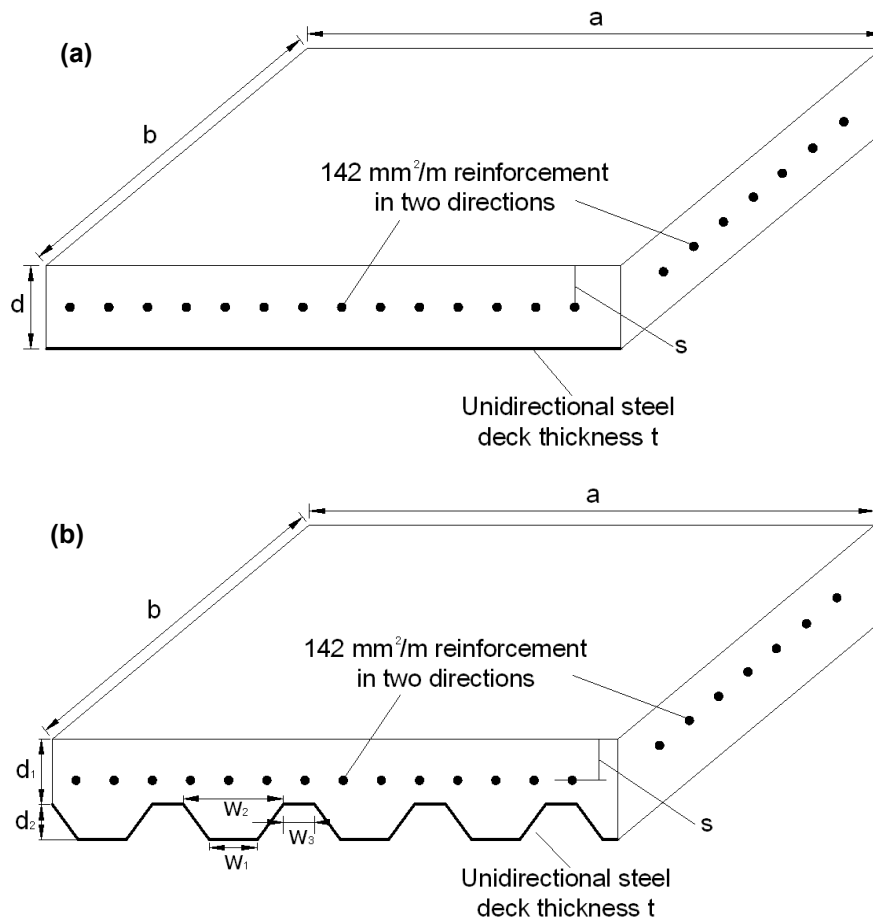 (a)
a
b
142 mm²/m reinforcement
in two directions
d
s
Unidirectional steel
deck thickness t
(b)
a
b
142 mm²/m reinforcement
in two directions
d₁
d₂
w₂
w₃
w₁
s
Unidirectional steel
deck thickness t